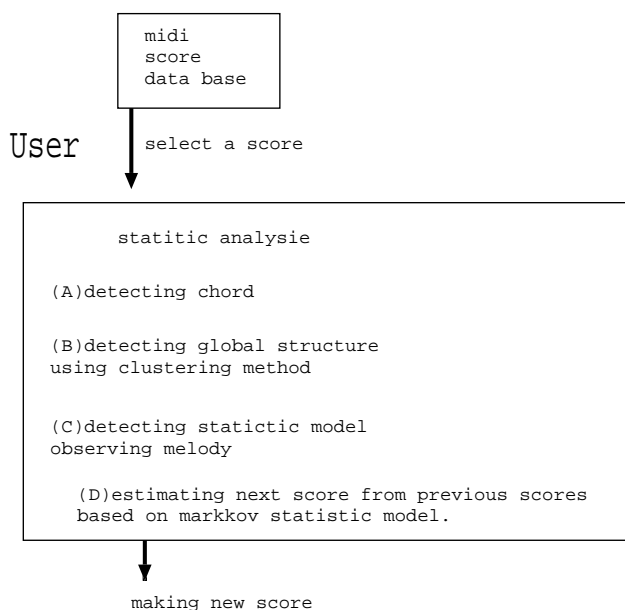 midi
score
data base
User
select a score
statitic analysie
(A)detecting chord
(B)detecting global structure
using clustering method
(C)detecting statictic model
observing melody
(D)estimating next score from previous scores
based on markkov statistic model.
making new score